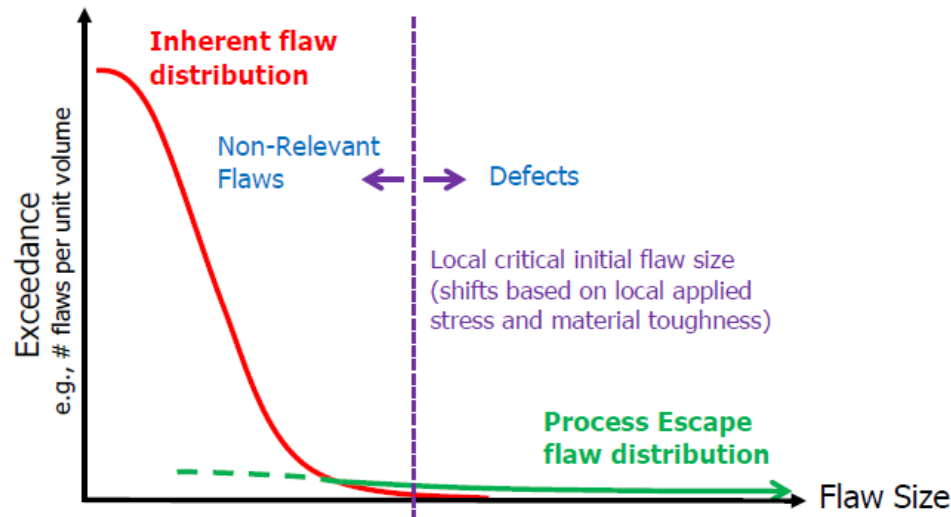 Inherent flaw
distribution
Non-Relevant
Flaws
Defects
Local critical initial flaw size
(shifts based on local applied
stress and material toughness)
Exceedance
e.g., # flaws per unit volume
Process Escape
flaw distribution
Flaw Size